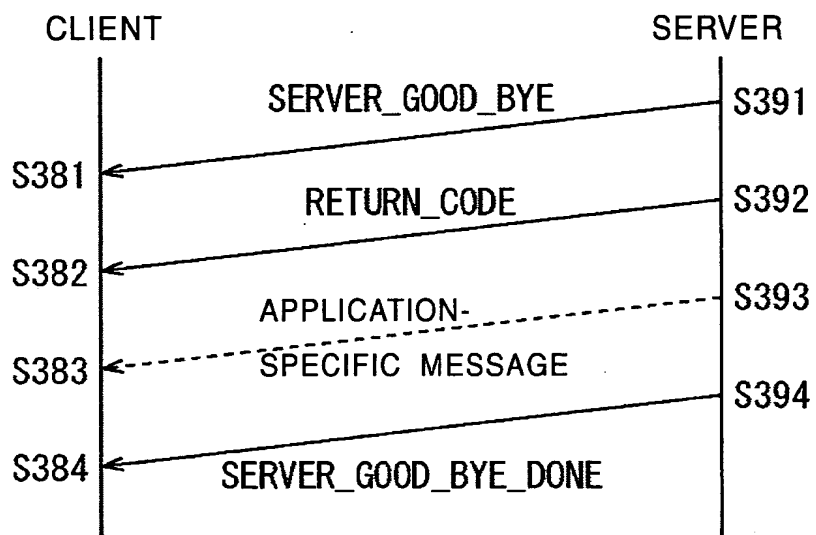 CLIENT
SERVER
SERVER_GOOD_BYE
S391
S381
RETURN_CODE
S392
S382
APPLICATION-
S393
S383
SPECIFIC MESSAGE
S394
S384
SERVER_GOOD_BYE_DONE